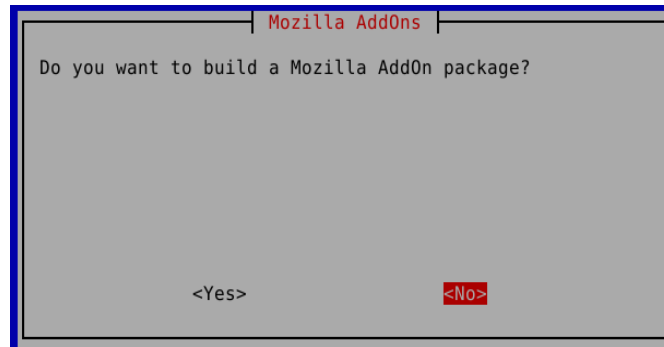 Mozilla AddOns
Do you want to build a Mozilla AddOn package?
<Yes> <No>